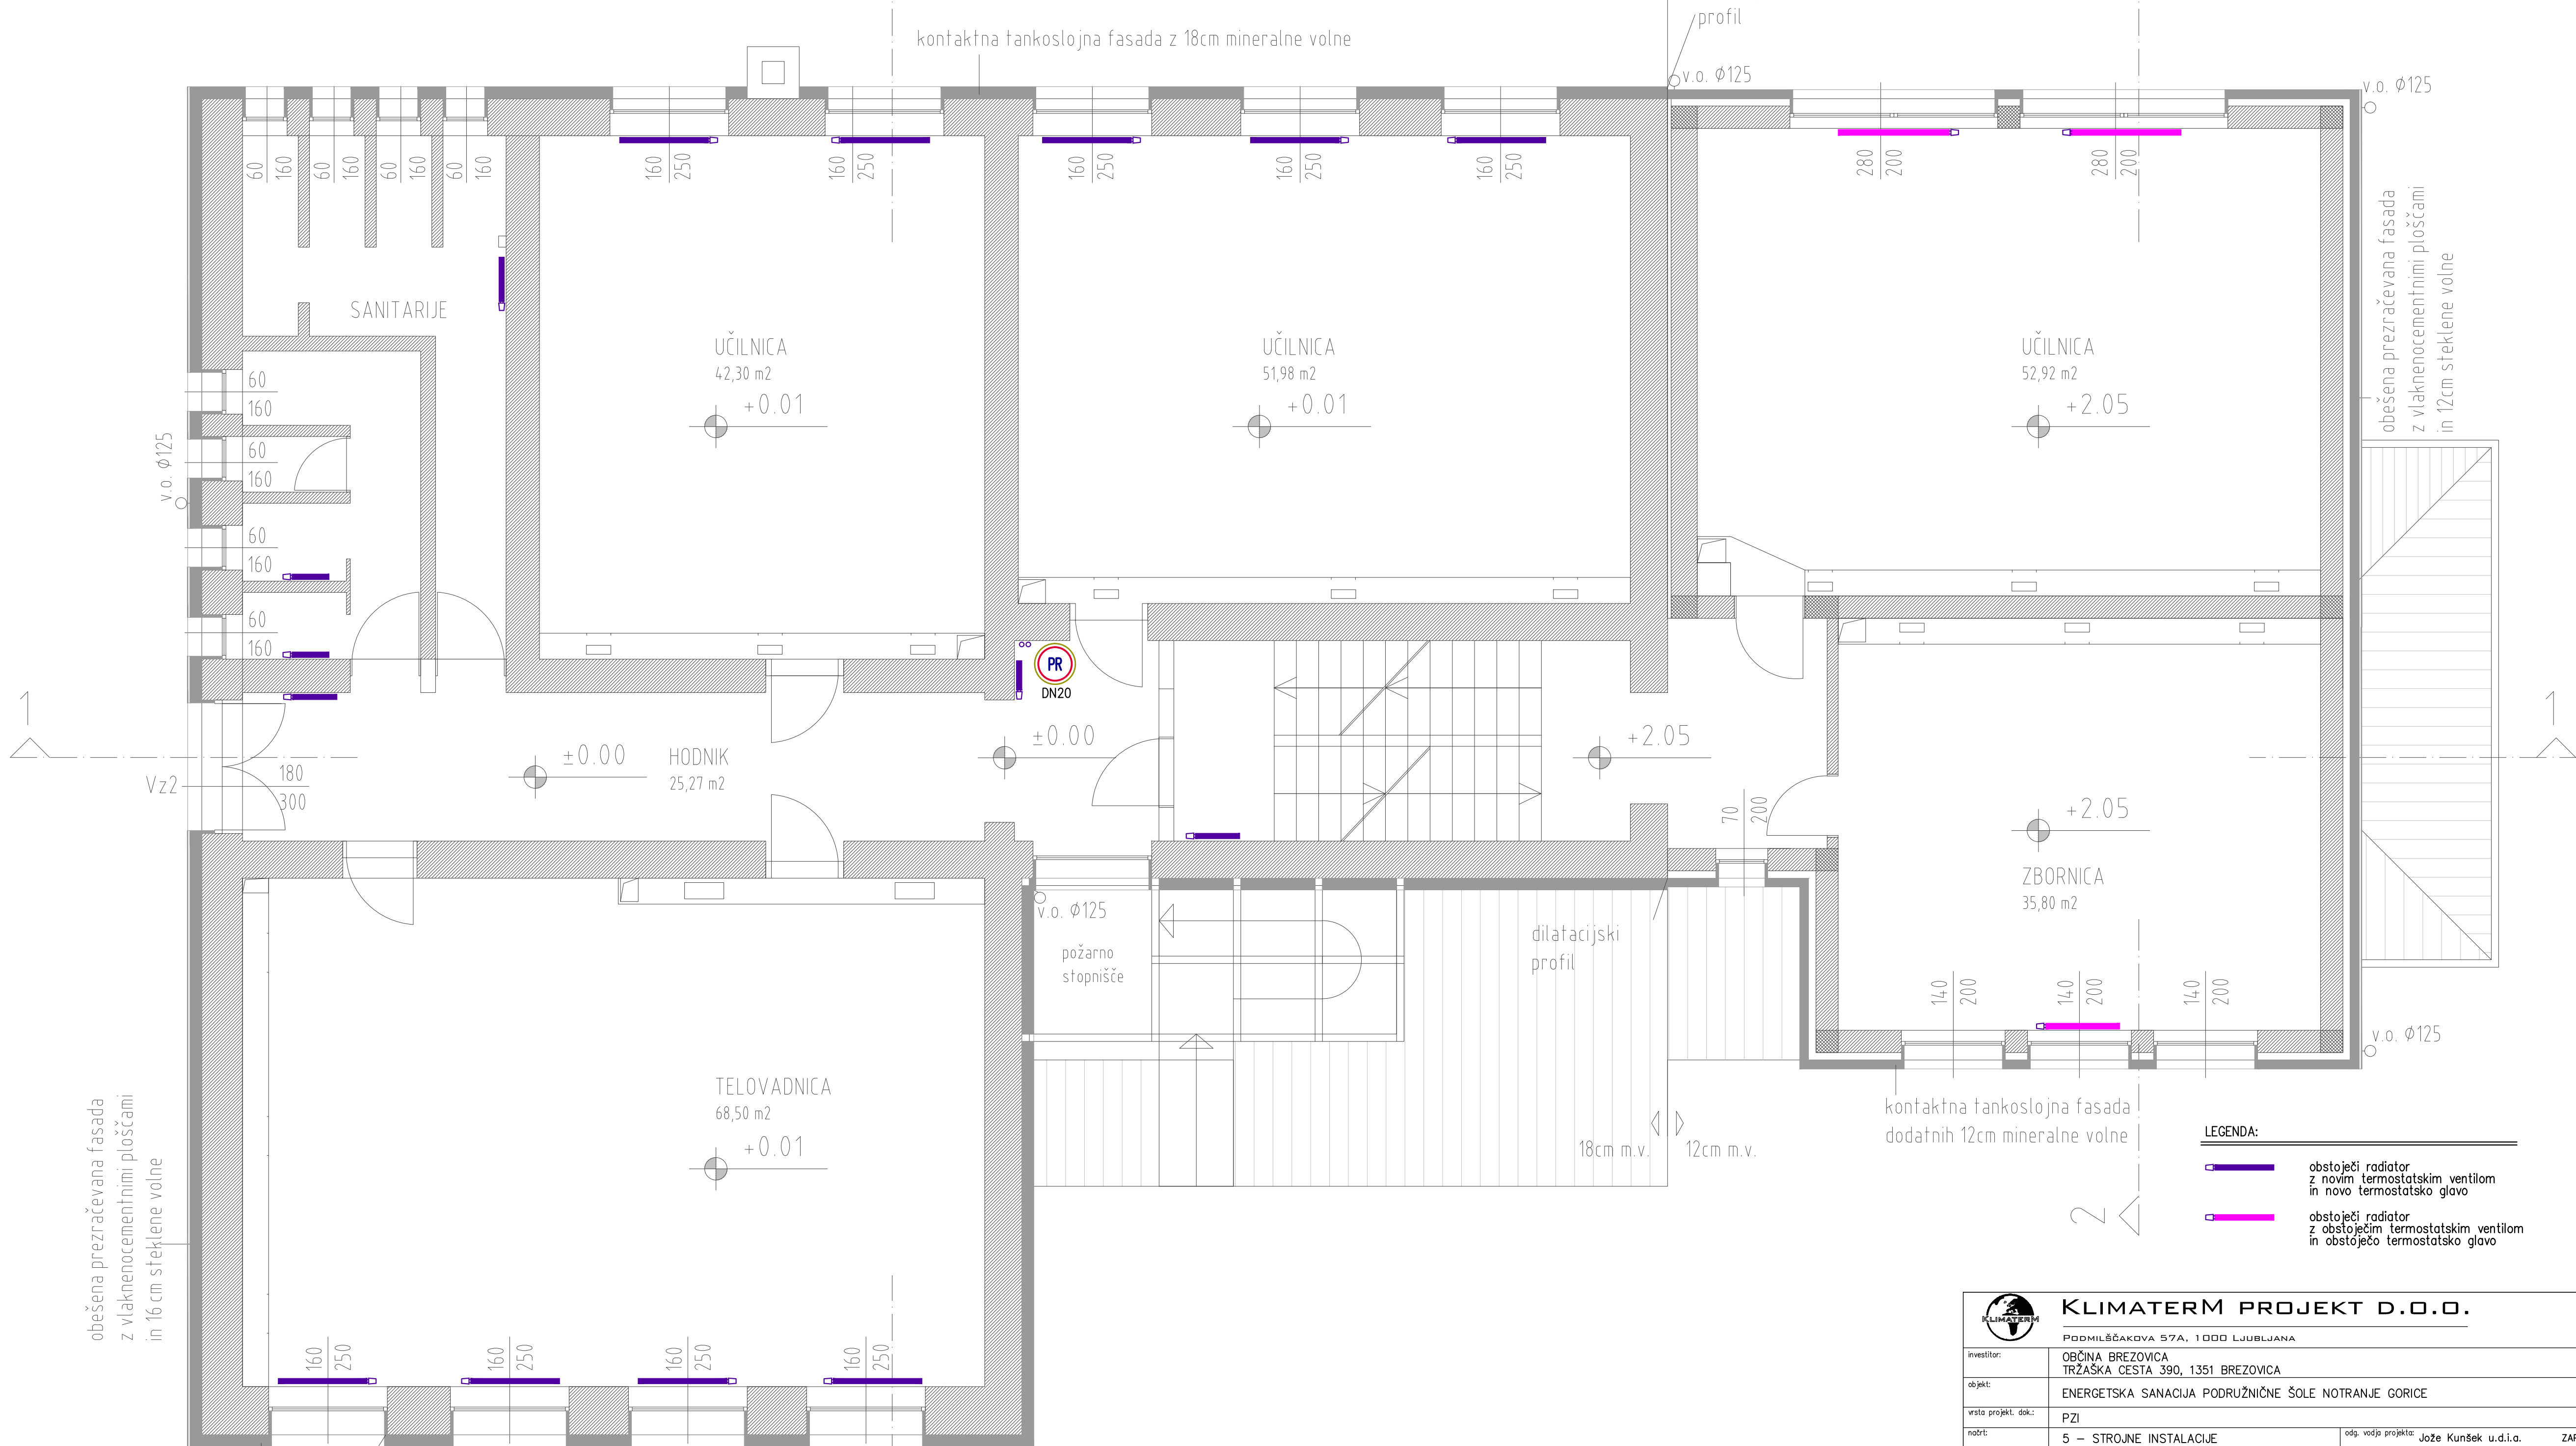 kontaktna tankoslojna fasada z 18cm mineralne volne
profil
v.o. Ø125
v.o. Ø125
60
160
60
160
60
160
60
160
160
250
160
250
160
250
160
250
160
250
280
200
280
200
obešena prezračevana fasada
z vlaknenocementnimi ploščami
in 12cm steklene volne
SANITARIJE
UČILNICA
42,30 m2
+0.01
UČILNICA
51,98 m2
+0.01
UČILNICA
52,92 m2
+2.05
60
160
60
160
60
160
60
160
v.o. Ø125
PR
DN20
1
1
±0.00
HODNIK
25,27 m2
±0.00
+2.05
Vz2
180
300
70
200
+2.05
ZBORNICA
35,80 m2
v.o. Ø125
požarno
stopnišče
dilatacijski
profil
140
200
140
200
140
200
v.o. Ø125
TELOVADNICA
68,50 m2
+0.01
18cm m.v.
12cm m.v.
kontaktna tankoslojna fasada
dodatnih 12cm mineralne volne
2
obešena prezračevana fasada
z vlaknenocementnimi ploščami
in 16 cm steklene volne
160
250
160
250
160
250
160
250
LEGENDA:
obstoječi radiator
z novim termostatskim ventilom
in novo termostatsko glavo
obstoječi radiator
z obstoječim termostatskim ventilom
in obstoječo termostatsko glavo
KLIMATERM
KLIMATERM PROJEKT D.O.O.
PODMILŠČAKOVA 57A, 1000 LJUBLJANA
investitor:
OBČINA BREZOVICA
TRŽAŠKA CESTA 390, 1351 BREZOVICA
objekt:
ENERGETSKA SANACIJA PODRUŽNIČNE ŠOLE NOTRANJE GORICE
vrsta projekt. dok.:
PZI
načrt:
5 – STROJNE INSTALACIJE
odg. vodja projekta: Jože Kunšek u.d.i.a.